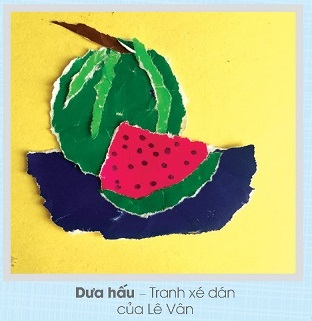 Dưa hấu – Tranh xé dán
của Lê Vân